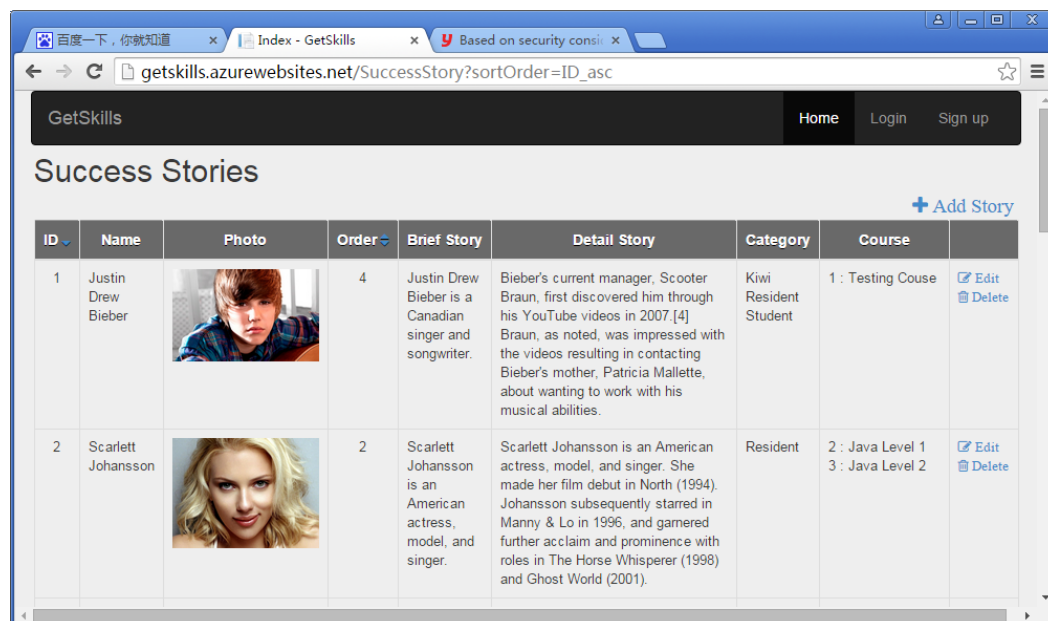 百度一下，你就知道
Index - GetSkills
Based on security consi
getskills.azurewebsites.net/SuccessStory?sortOrder=ID_asc
GetSkills
Home Login Sign up
Success Stories
Add Story
ID Name Photo Order Brief Story Detail Story Category Course
1
Justin
Drew
Bieber
4
Justin Drew
Bieber is a
Canadian
singer and
songwriter.
Bieber's current manager, Scooter
Braun, first discovered him through
his YouTube videos in 2007.[4]
Braun, as noted, was impressed with
the videos resulting in contacting
Bieber's mother, Patricia Mallette,
about wanting to work with his
musical abilities.
Kiwi
Resident
Student
1 : Testing Couse
Edit
Delete
2
Scarlett
Johansson
2
Scarlett
Johansson
is an
American
actress,
model, and
singer.
Scarlett Johansson is an American
actress, model, and singer. She
made her film debut in North (1994).
Johansson subsequently starred in
Manny & Lo in 1996, and garnered
further acclaim and prominence with
roles in The Horse Whisperer (1998)
and Ghost World (2001).
Resident
2 : Java Level 1
3 : Java Level 2
Edit
Delete